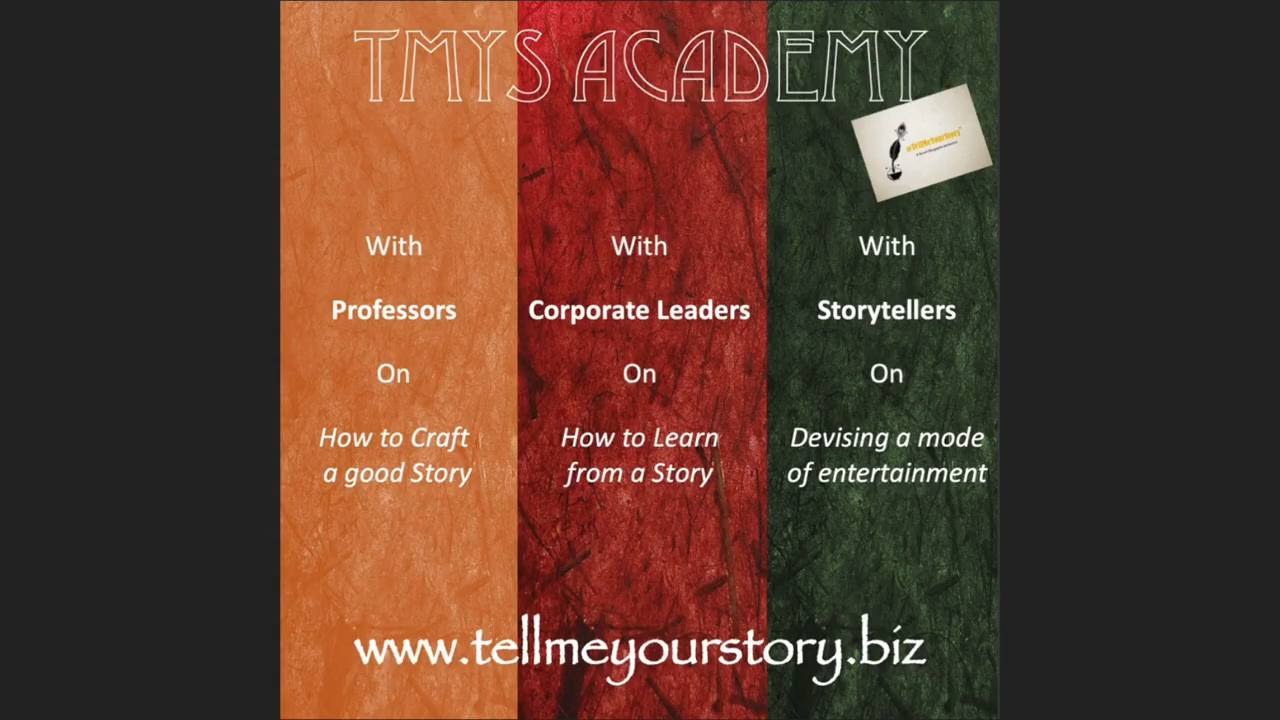 TMYS ACADEMY
#TellMeYourStory
With
Professors
On
How to Craft
a good Story
With
Corporate Leaders
On
How to Learn
from a Story
With
Storytellers
On
Devising a mode
of entertainment
www.tellmeyourstory.biz